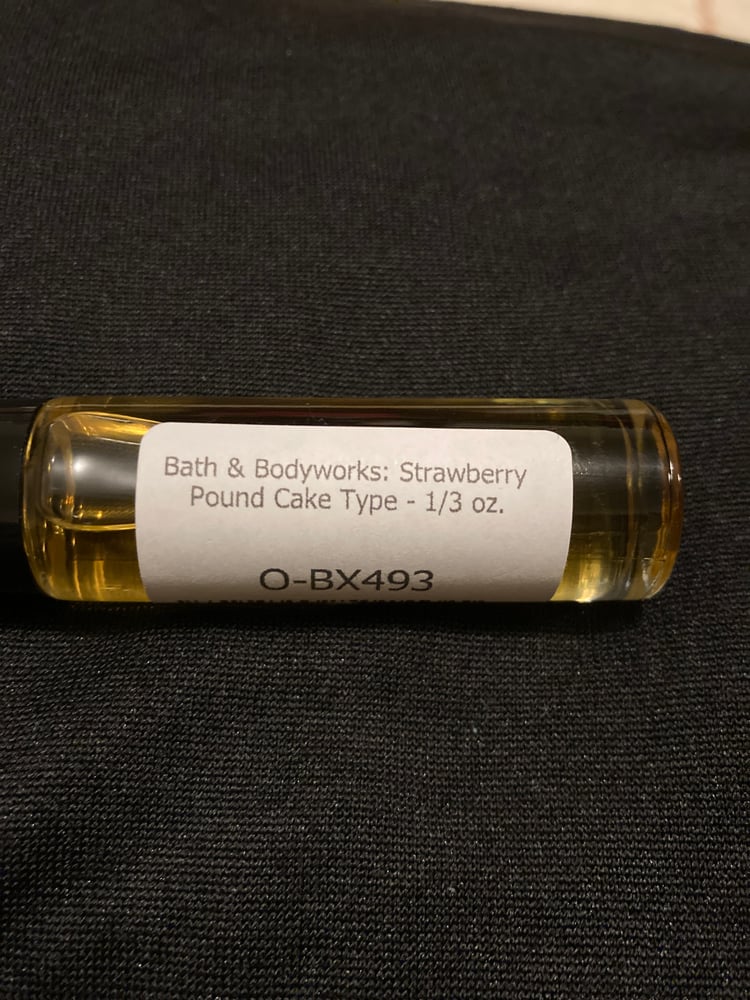 Bath & Bodyworks: Strawberry
Pound Cake Type - 1/3 oz.
O-BX493